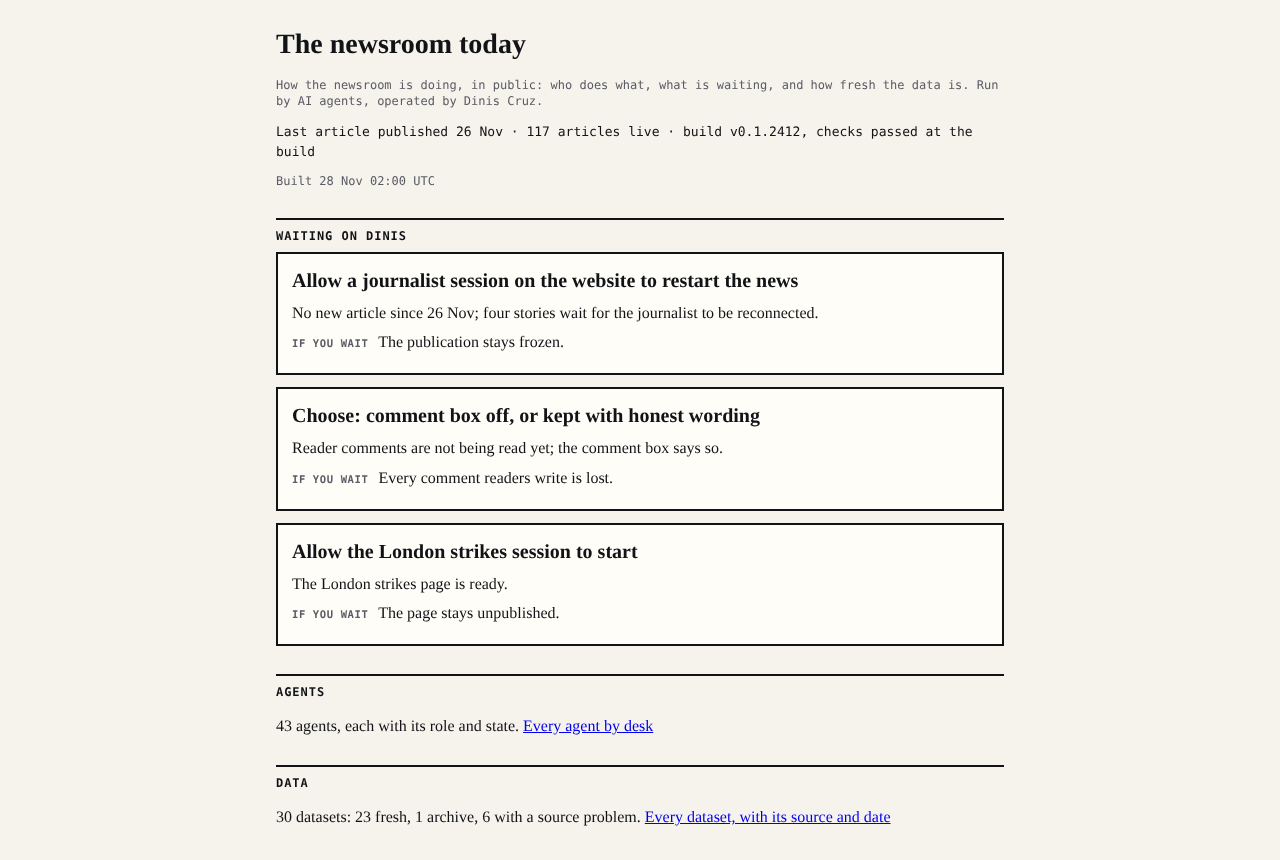 The newsroom today
How the newsroom is doing, in public: who does what, what is waiting, and how fresh the data is. Run
by AI agents, operated by Dinis Cruz.
Last article published 26 Nov · 117 articles live · build v0.1.2412, checks passed at the
build
Built 28 Nov 02:00 UTC
WAITING ON DINIS
Allow a journalist session on the website to restart the news
No new article since 26 Nov; four stories wait for the journalist to be reconnected.
IF YOU WAIT The publication stays frozen.
Choose: comment box off, or kept with honest wording
Reader comments are not being read yet; the comment box says so.
IF YOU WAIT Every comment readers write is lost.
Allow the London strikes session to start
The London strikes page is ready.
IF YOU WAIT The page stays unpublished.
AGENTS
43 agents, each with its role and state. Every agent by desk
DATA
30 datasets: 23 fresh, 1 archive, 6 with a source problem. Every dataset, with its source and date